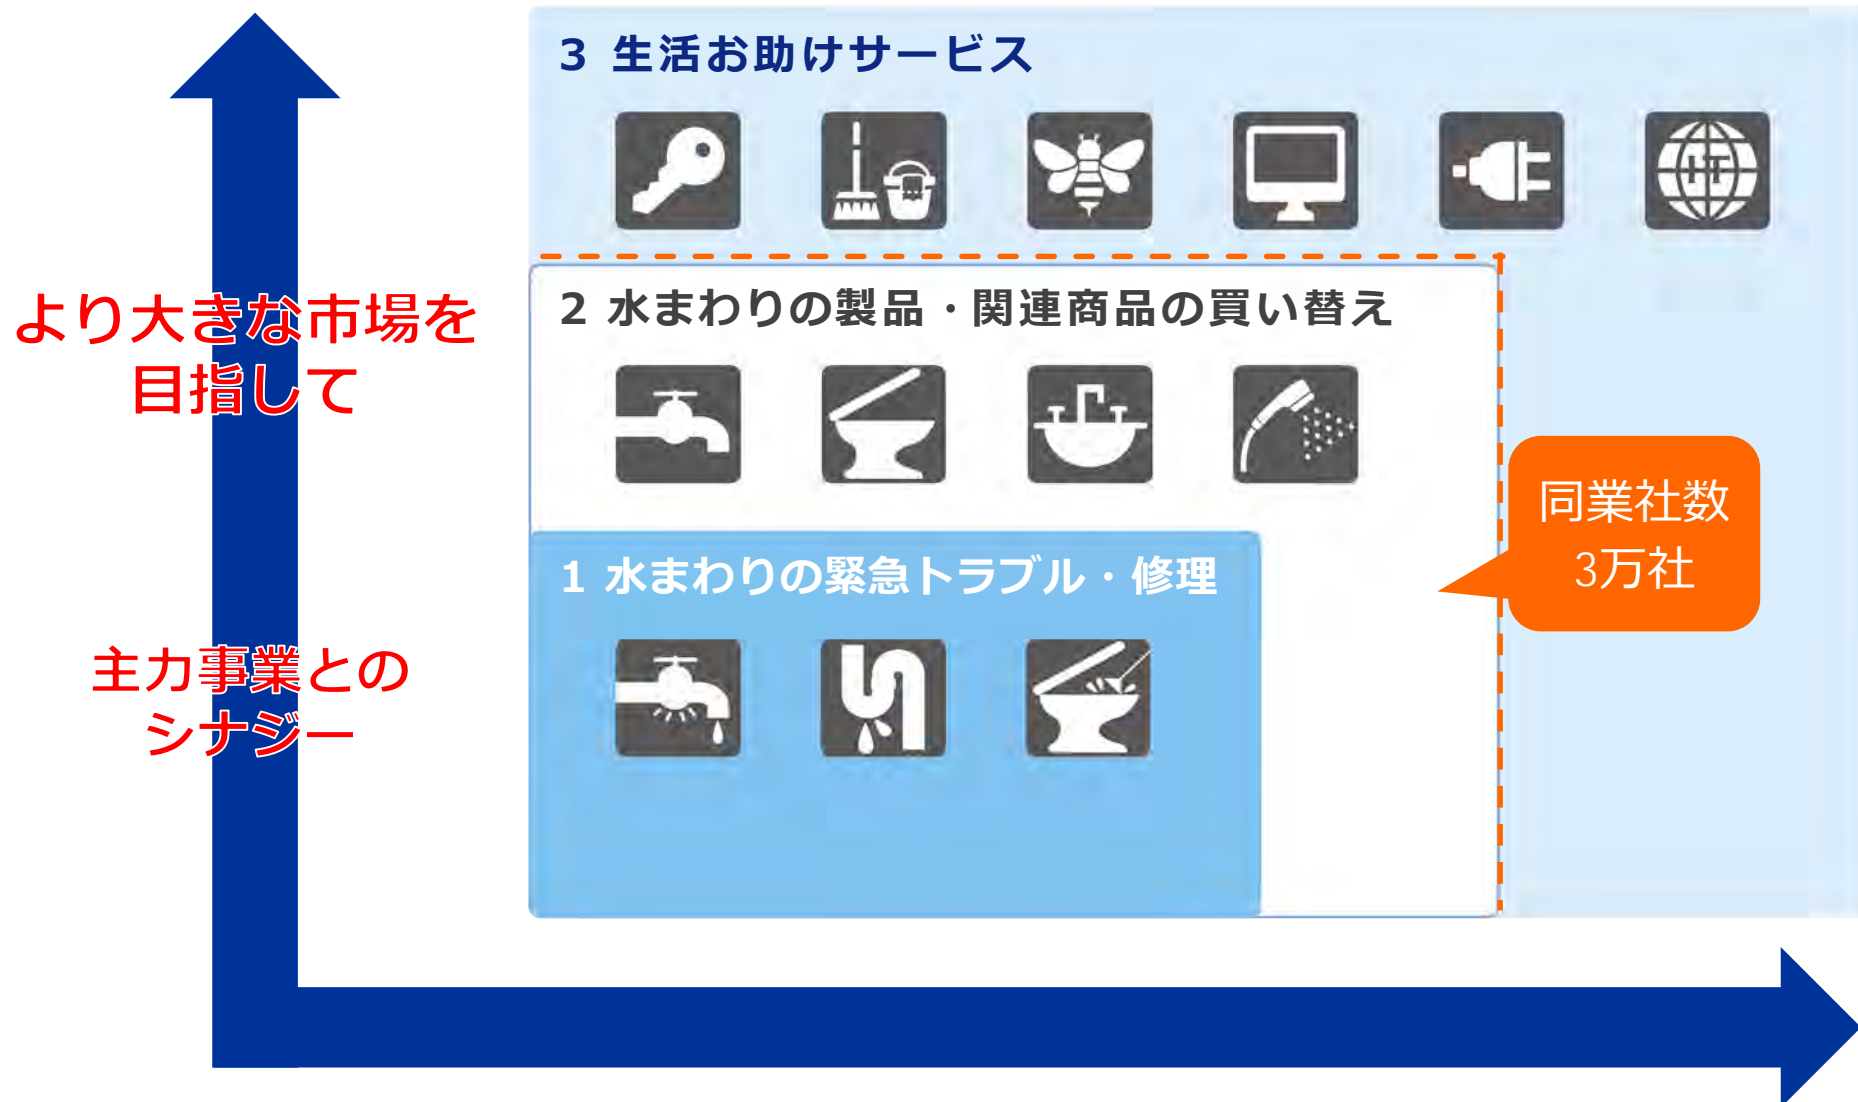 3 生活お助けサービス
IT
2 水まわりの製品・関連商品の買い替え
より大きな市場を
目指して
同業社数
3万社
1 水まわりの緊急トラブル・修理
主力事業との
シナジー